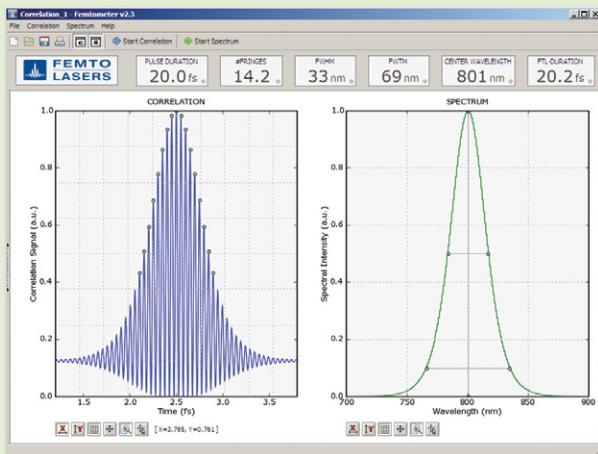 Correlation_1 - Femtometer v2.3
File Correlation Spectrum Help
Start Correlation Start Spectrum
FEMTO LASERS
PULSE DURATION
20.0 fs
#FRINGES
14.2
FWHM
33 nm
FWTM
69 nm
CENTER WAVELENGTH
801 nm
FTL-DURATION
20.2 fs
CORRELATION
Correlation Signal (a.u.)
1.0
0.8
0.6
0.4
0.2
0.0
1.5 2.0 2.5 3.0 3.5
Time (fs)
[X=3.795, Y=0.761]
SPECTRUM
Spectral Intensity (a.u.)
1.0
0.8
0.6
0.4
0.2
0.0
700 750 800 850 900
Wavelength (nm)